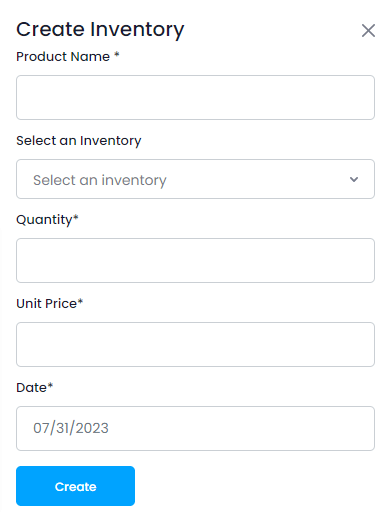 Create Inventory
Product Name *
Select an Inventory
Select an inventory
Quantity*
Unit Price*
Date*
07/31/2023
Create